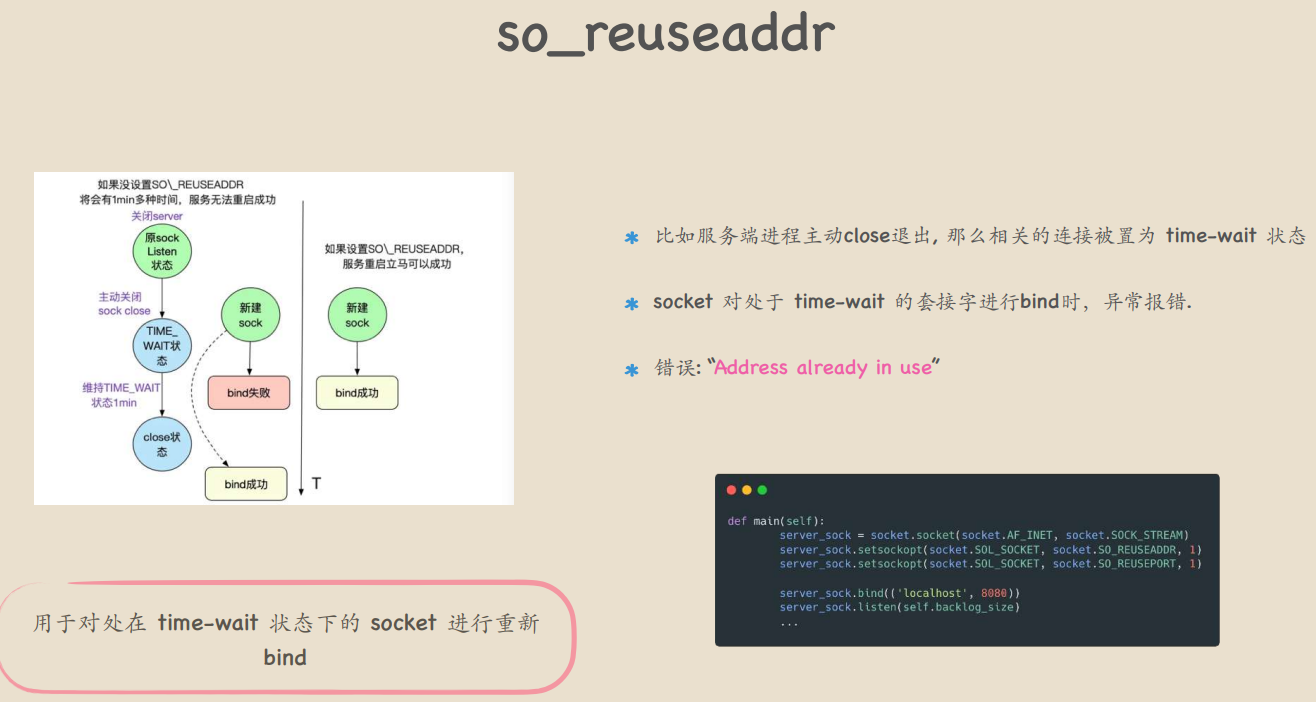 so_reuseaddr
如果没设置SO\_REUSEADDR
将会有1min多种时间，服务无法重启成功
关闭server
原sock
Listen
状态
主动关闭
sock close
TIME_
WAIT状
态
维持TIME_WAIT
状态1min
close状
态
新建
sock
bind失败
bind成功
T
如果设置SO\_REUSEADDR，
服务重启立马可以成功
新建
sock
bind成功
* 比如服务端进程主动close退出, 那么相关的连接被置为 time-wait 状态
* socket 对处于 time-wait 的套接字进行bind时，异常报错.
* 错误: “Address already in use”
def main(self):
server_sock = socket.socket(socket.AF_INET, socket.SOCK_STREAM)
server_sock.setsockopt(socket.SOL_SOCKET, socket.SO_REUSEADDR, 1)
server_sock.setsockopt(socket.SOL_SOCKET, socket.SO_REUSEPORT, 1)
server_sock.bind(('localhost', 8080))
server_sock.listen(self.backlog_size)
...
用于对处在 time-wait 状态下的 socket 进行重新
bind